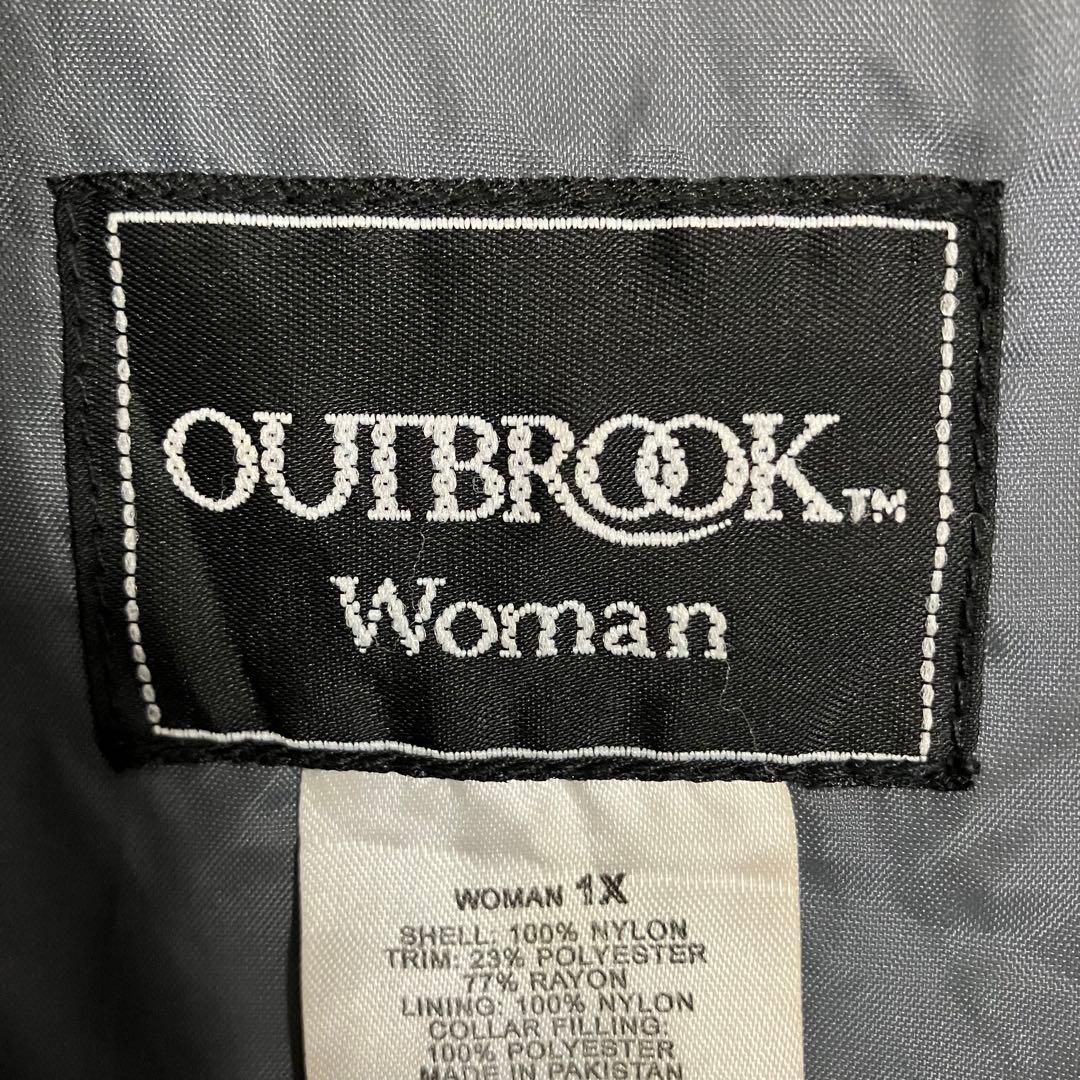 OUTBROOK™
Woman
WOMAN 1X
SHELL: 100% NYLON
TRIM: 23% POLYESTER
77% RAYON
LINING: 100% NYLON
COLLAR FILLING:
100% POLYESTER
MADE IN PAKISTAN